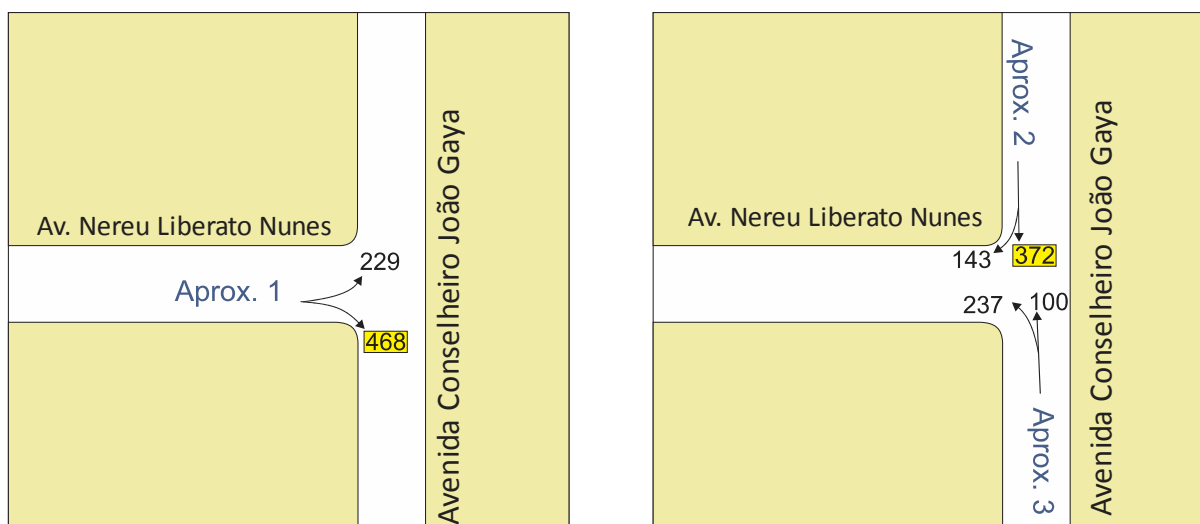 Av. Nereu Liberato Nunes
229
Aprox. 1
468
Avenida Conselheiro João Gaya
Aprox. 2
Av. Nereu Liberato Nunes
143
372
237
100
Aprox. 3
Avenida Conselheiro João Gaya